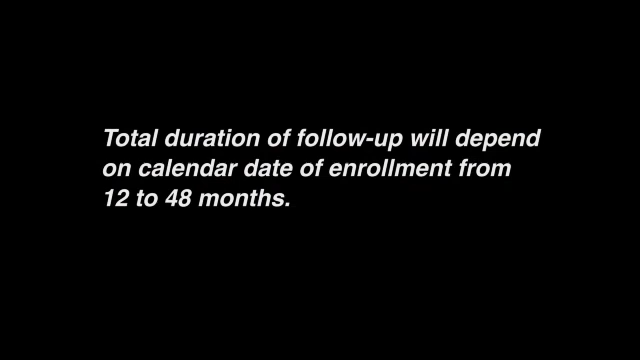 Total duration of follow-up will depend
on calendar date of enrollment from
12 to 48 months.